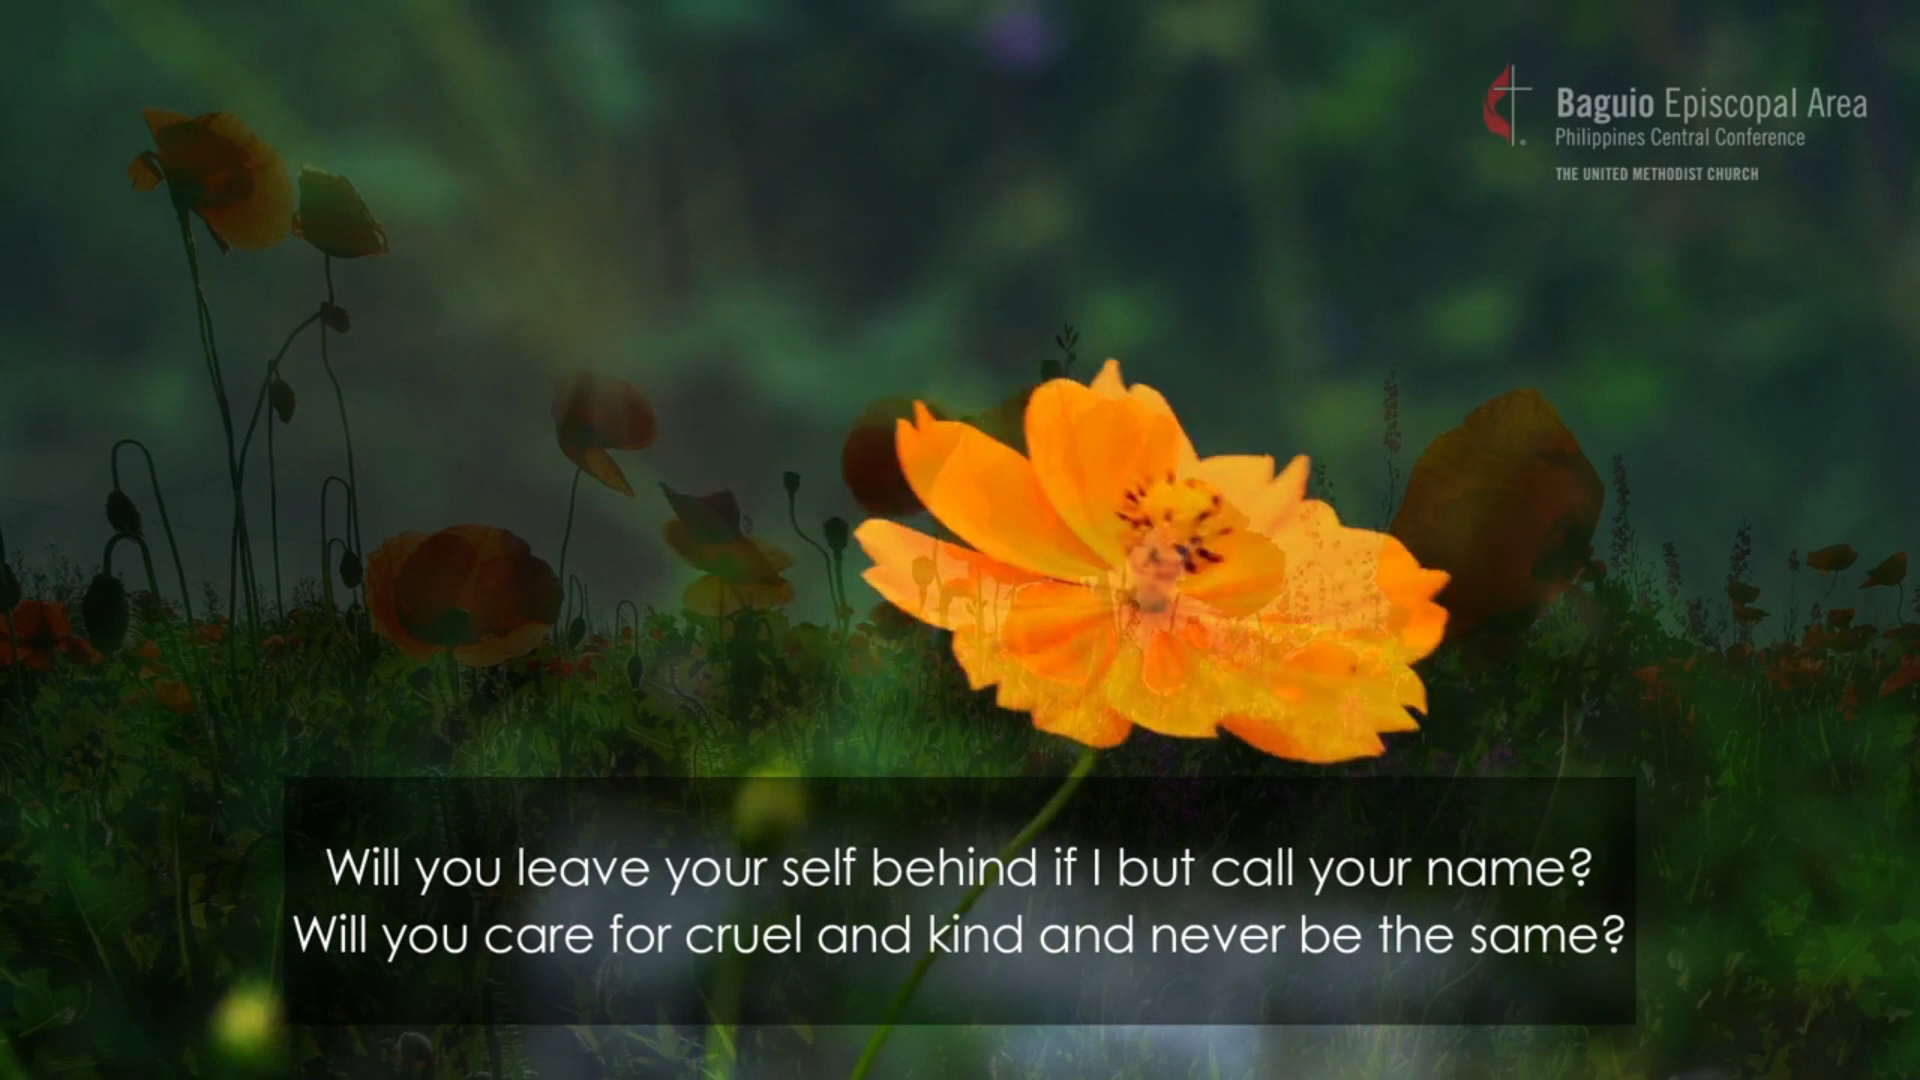 Baguio Episcopal Area
Philippines Central Conference
THE UNITED METHODIST CHURCH
Will you leave your self behind if I but call your name?
Will you care for cruel and kind and never be the same?